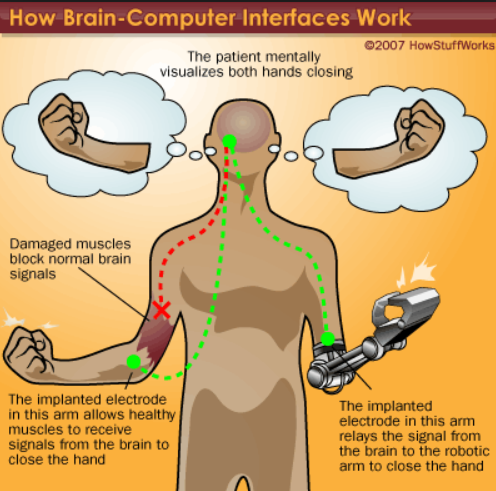 How Brain-Computer Interfaces Work
©2007 HowStuffWorks
The patient mentally
visualizes both hands closing
Damaged muscles
block normal brain
signals
The implanted electrode
in this arm allows healthy
muscles to receive
signals from the brain to
close the hand
The implanted
electrode in this arm
relays the signal from
the brain to the robotic
arm to close the hand